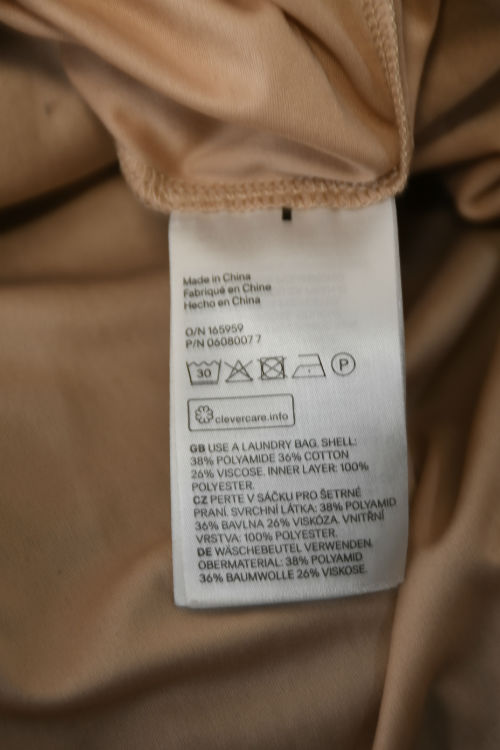 Made in China
Fabriqué en Chine
Hecho en China
O/N 165959
P/N 06080077
30 P
clevercare.info
GB USE A LAUNDRY BAG. SHELL:
38% POLYAMIDE 36% COTTON
26% VISCOSE. INNER LAYER: 100%
POLYESTER.
CZ PERTE V SÁČKU PRO ŠETRNÉ
PRANÍ. SVRCHNÍ LÁTKA: 38% POLYAMID
36% BAVLNA 26% VISKÓZA. VNITŘNÍ
VRSTVA: 100% POLYESTER.
DE WÄSCHEBEUTEL VERWENDEN.
OBERMATERIAL: 38% POLYAMID
36% BAUMWOLLE 26% VISKOSE.